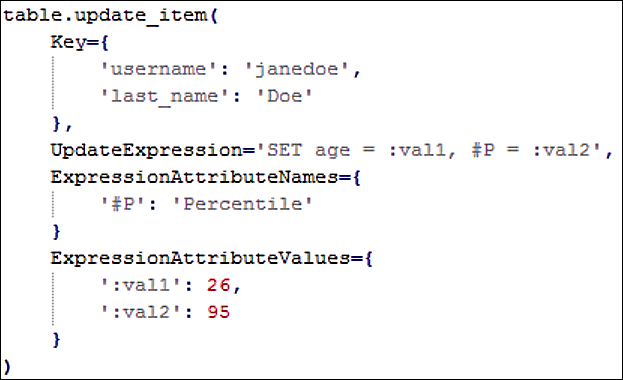 table.update_item(
    Key={
        'username': 'janedoe',
        'last_name': 'Doe'
    },
    UpdateExpression='SET age = :val1, #P = :val2',
    ExpressionAttributeNames={
        '#P': 'Percentile'
    }
    ExpressionAttributeValues={
        ':val1': 26,
        ':val2': 95
    }
)